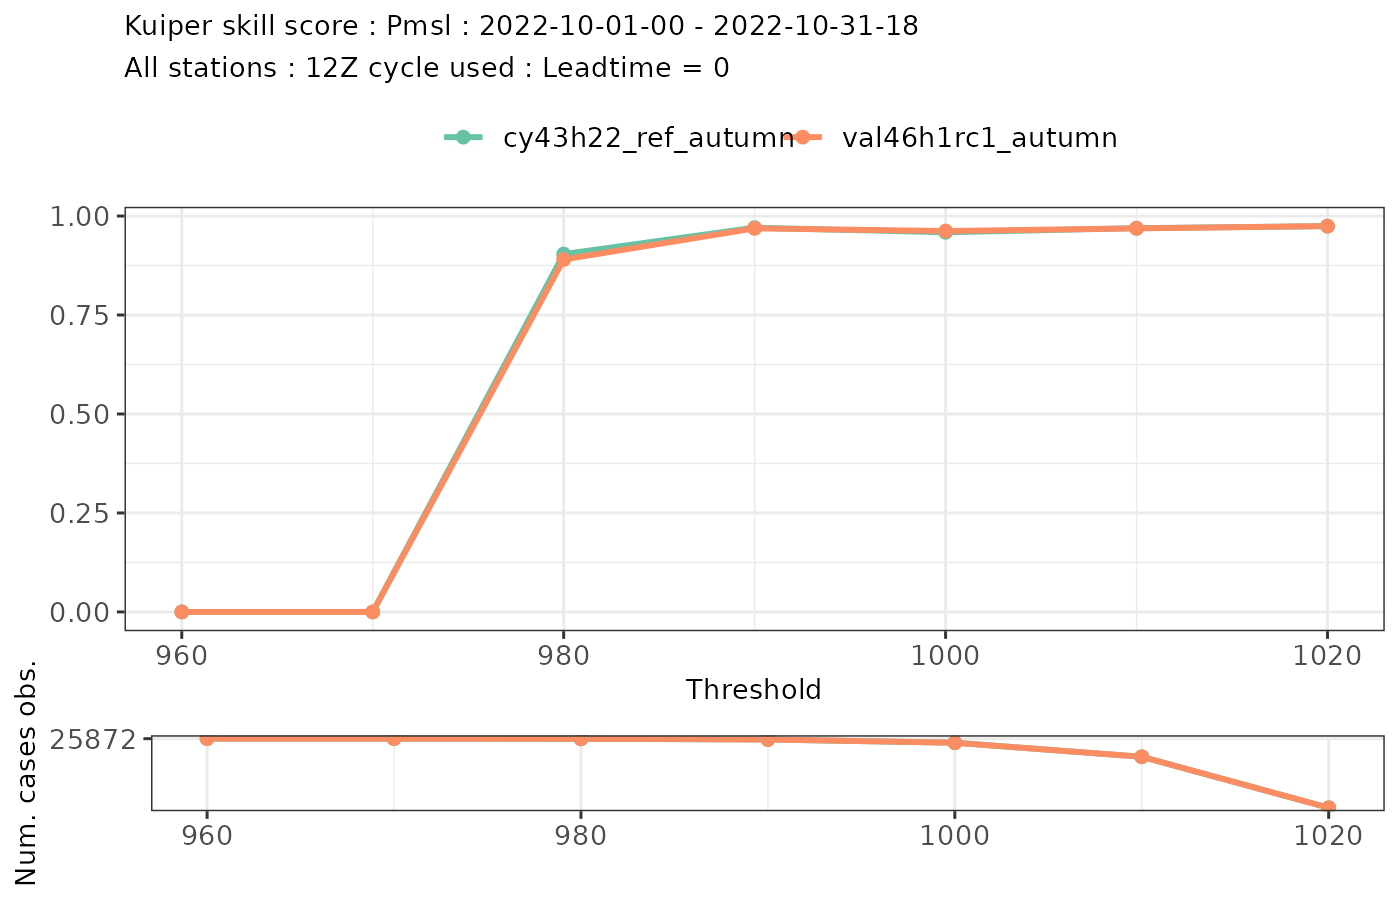 Kuiper skill score : Pmsl : 2022-10-01-00 - 2022-10-31-18
All stations : 12Z cycle used : Leadtime = 0
cy43h22_ref_autumn val46h1rc1_autumn
1.00
0.75
0.50
0.25
0.00
960 980 1000 1020
Threshold
Num. cases obs.
25872
960 980 1000 1020